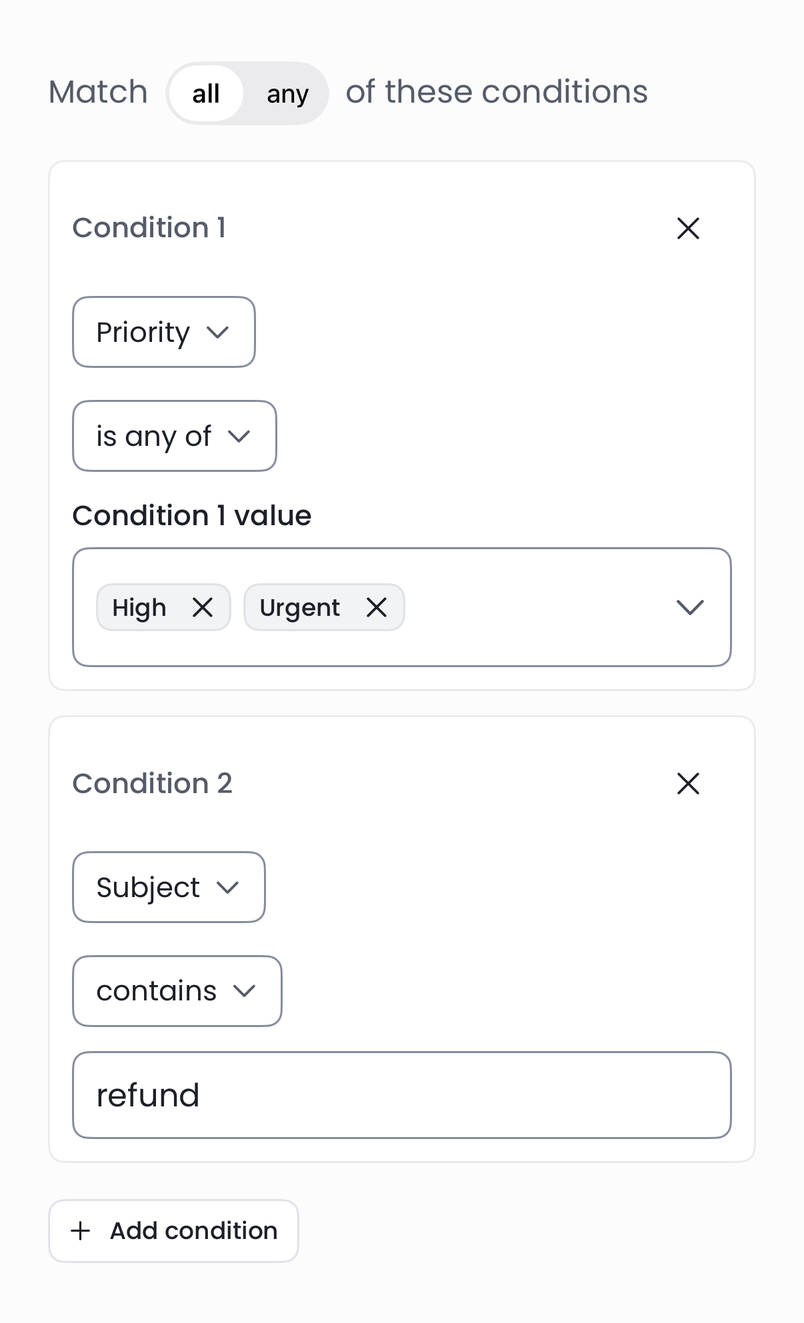 Match all any of these conditions
Condition 1
Priority
is any of
Condition 1 value
High Urgent
Condition 2
Subject
contains
refund
Add condition